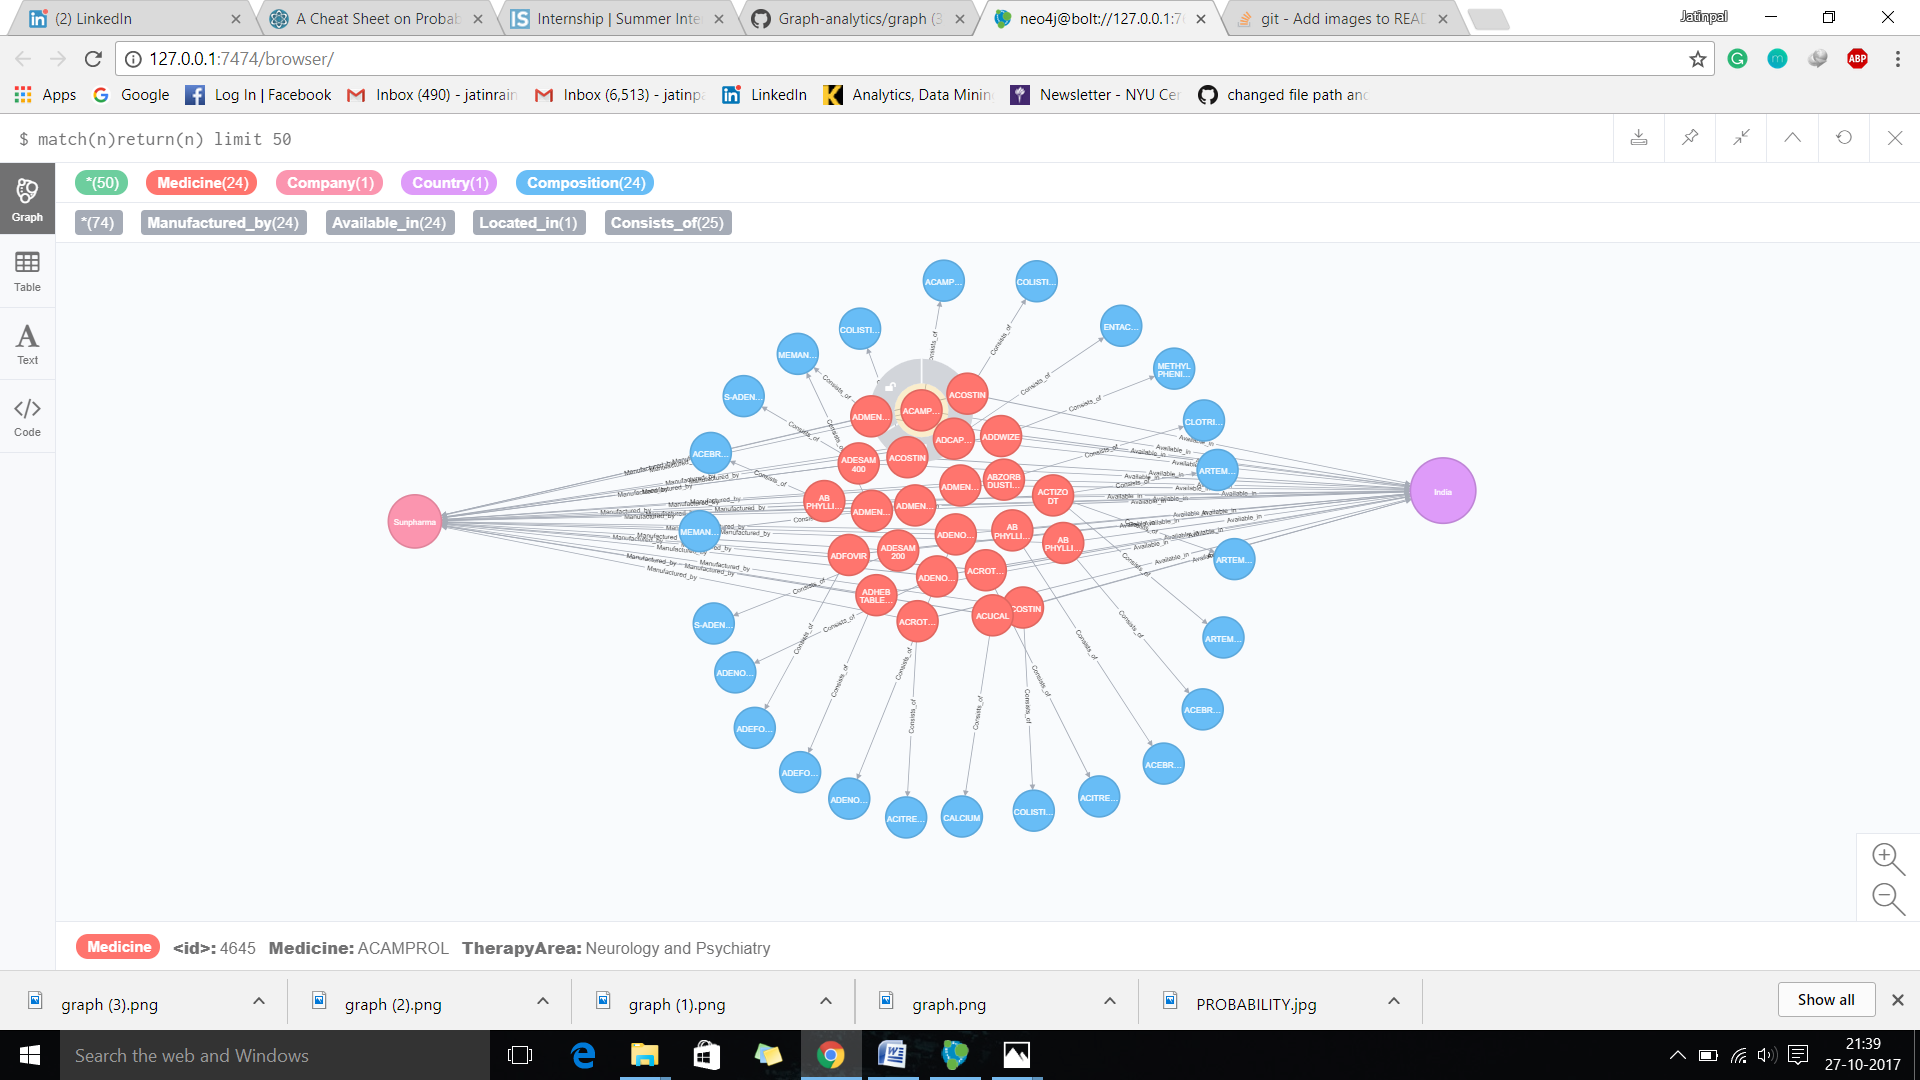 (2) LinkedIn
A Cheat Sheet on Probab
Internship | Summer Inte
Graph-analytics/graph (3
neo4j@bolt://127.0.0.1:7
git - Add images to READ
Jatinpal
127.0.0.1:7474/browser/
Apps
Google
Log In | Facebook
Inbox (490) - jatinrain
Inbox (6,513) - jatinpa
LinkedIn
Analytics, Data Minin
Newsletter - NYU Cen
changed file path and
$ match(n)return(n) limit 50
*(50) Medicine(24) Company(1) Country(1) Composition(24)
*(74) Manufactured_by(24) Available_in(24) Located_in(1) Consists_of(25)
Graph
Table
Text
Code
ACAMP...
COLISTI...
COLISTI...
ENTAC...
MEMAN...
METHYL
PHENI...
S-ADEN...
CLOTRI...
ACEBR...
ARTEM...
ACOSTIN
ACAMP...
ADMEN...
ADCAP...
ADDWIZE
ADESAM
400
ACOSTIN
ADMEN...
ABZORB
DUSTI...
ACTIZO
DT
AB
PHYLLI...
ADMEN...
ADMEN...
Sunpharma
India
MEMAN...
ADENO...
AB
PHYLLI...
AB
PHYLLI...
ADFOVIR
ADESAM
200
ADENO...
ACROT...
ARTEM...
ADHEB
TABLE...
ACROT...
ACUCAL
COSTIN
S-ADEN...
ARTEM...
ADENO...
ACEBR...
ADEFO...
ACEBR...
ADEFO...
ADENO...
ACITRE...
CALCIUM
COLISTI...
ACITRE...
Manufactured_by
Available_in
Consists_of
Medicine <id>: 4645 Medicine: ACAMPROL TherapyArea: Neurology and Psychiatry
graph (3).png
graph (2).png
graph (1).png
graph.png
PROBABILITY.jpg
Show all
Search the web and Windows
21:39
27-10-2017